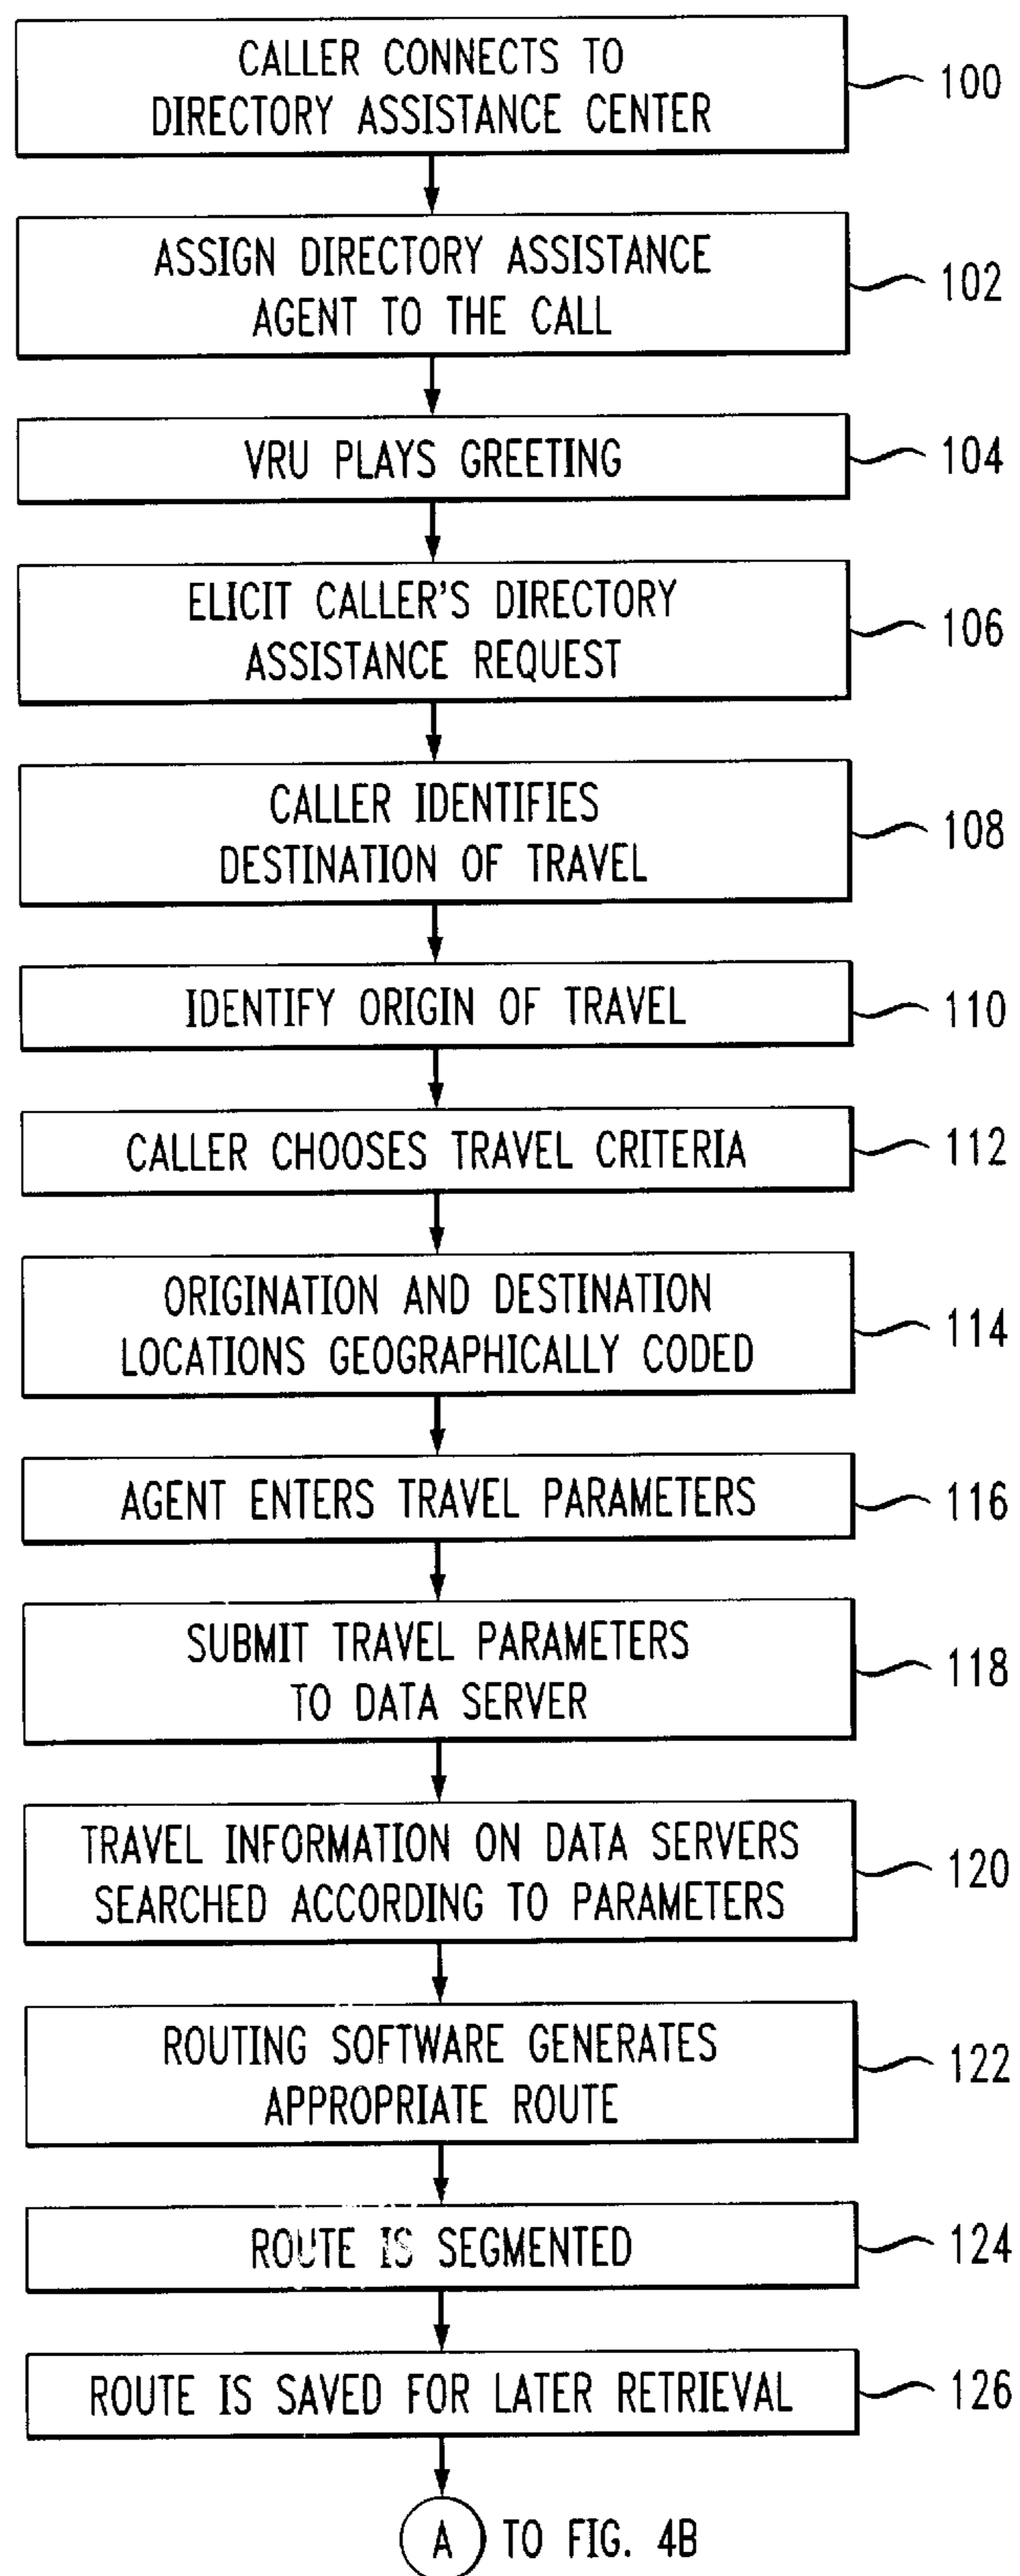 CALLER CONNECTS TO
DIRECTORY ASSISTANCE CENTER
100
ASSIGN DIRECTORY ASSISTANCE
AGENT TO THE CALL
102
VRU PLAYS GREETING
104
ELICIT CALLER'S DIRECTORY
ASSISTANCE REQUEST
106
CALLER IDENTIFIES
DESTINATION OF TRAVEL
108
IDENTIFY ORIGIN OF TRAVEL
110
CALLER CHOOSES TRAVEL CRITERIA
112
ORIGINATION AND DESTINATION
LOCATIONS GEOGRAPHICALLY CODED
114
AGENT ENTERS TRAVEL PARAMETERS
116
SUBMIT TRAVEL PARAMETERS
TO DATA SERVER
118
TRAVEL INFORMATION ON DATA SERVERS
SEARCHED ACCORDING TO PARAMETERS
120
ROUTING SOFTWARE GENERATES
APPROPRIATE ROUTE
122
ROUTE IS SEGMENTED
124
ROUTE IS SAVED FOR LATER RETRIEVAL
126
A TO FIG. 4B